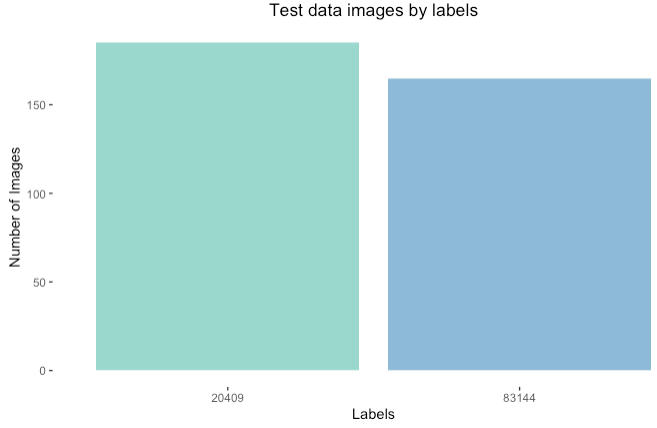 Test data images by labels
Number of Images
150
100
50
0
20409
83144
Labels